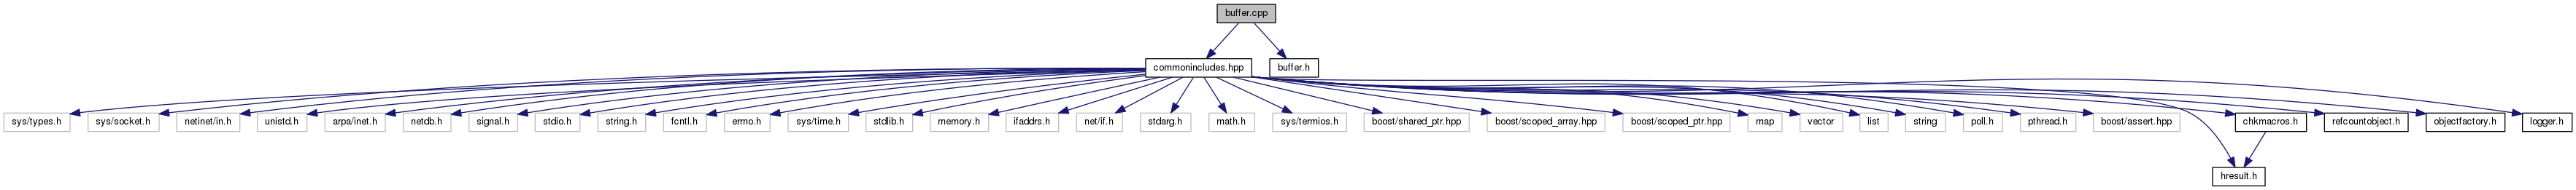 buffer.cpp
commonincludes.hpp
buffer.h
sys/types.h
sys/socket.h
netinet/in.h
unistd.h
arpa/inet.h
netdb.h
signal.h
stdio.h
string.h
fcntl.h
errno.h
sys/time.h
stdlib.h
memory.h
ifaddrs.h
net/if.h
stdarg.h
math.h
sys/termios.h
boost/shared_ptr.hpp
boost/scoped_array.hpp
boost/scoped_ptr.hpp
map
vector
list
string
poll.h
pthread.h
boost/assert.hpp
chkmacros.h
refcountobject.h
objectfactory.h
logger.h
hresult.h